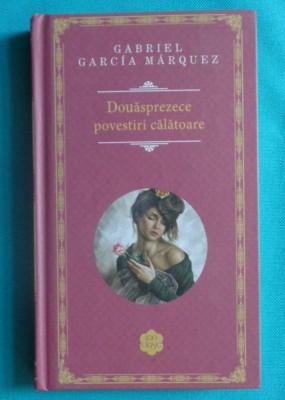 GABRIEL
GARCÍA MÁRQUEZ
Douăsprezece
povestiri călătoare